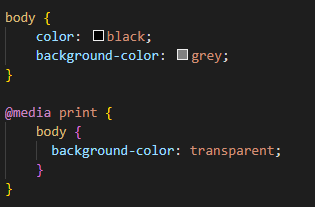 body {
    color: black;
    background-color: grey;
}

@media print {
    body {
      background-color: transparent;
    }
}